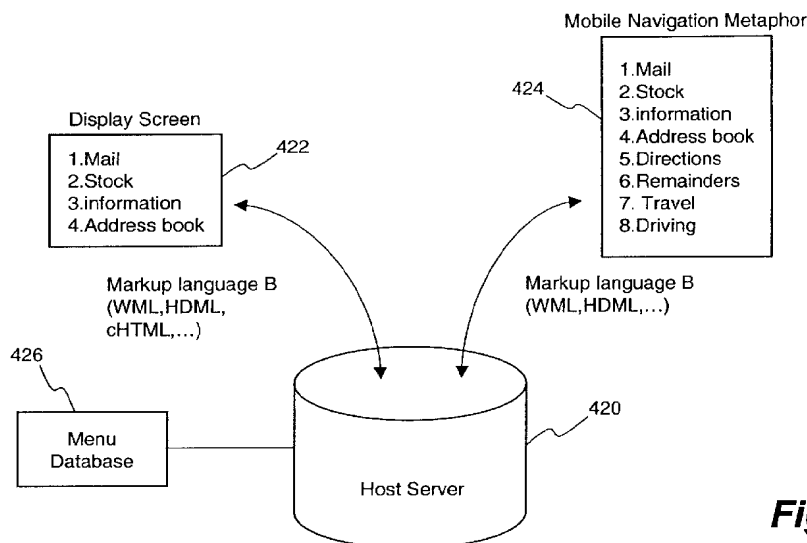 Mobile Navigation Metaphor
1.Mail
2.Stock
3.information
4.Address book
5.Directions
6.Remainders
7. Travel
8.Driving
424
Display Screen
1.Mail
2.Stock
3.information
4.Address book
422
Markup language B
(WML,HDML,
cHTML,...)
Markup language B
(WML,HDML,...)
426
Menu
Database
Host Server
420